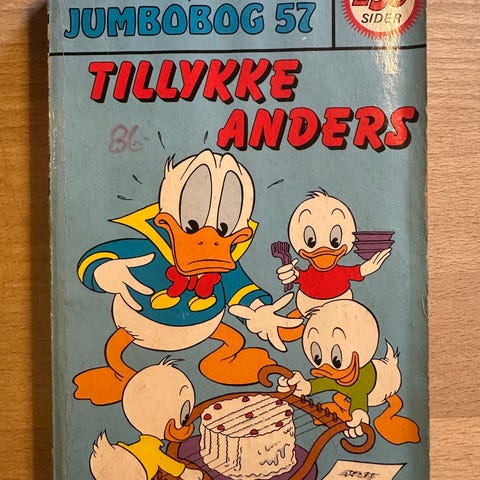 JUMBOBOG 57
SIDER
TILLYKKE
ANDERS
86-